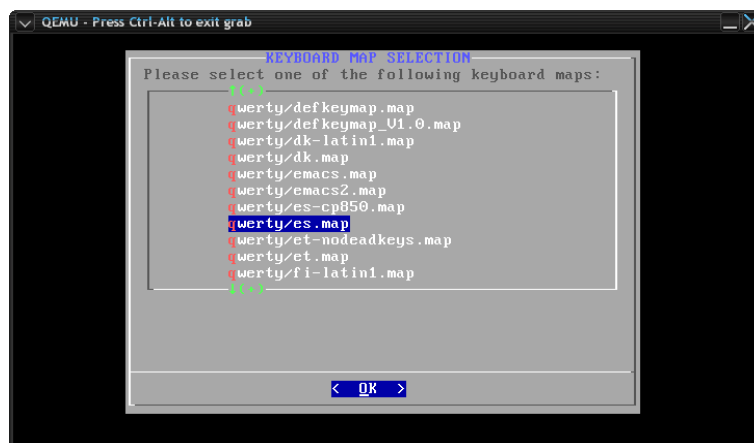 QEMU - Press Ctrl-Alt to exit grab
KEYBOARD MAP SELECTION
Please select one of the following keyboard maps:
↑(+)
qwerty/defkeymap.map
qwerty/defkeymap_V1.0.map
qwerty/dk-latin1.map
qwerty/dk.map
qwerty/emacs.map
qwerty/emacs2.map
qwerty/es-cp850.map
qwerty/es.map
qwerty/et-nodeadkeys.map
qwerty/et.map
qwerty/fi-latin1.map
↓(+)
< OK >